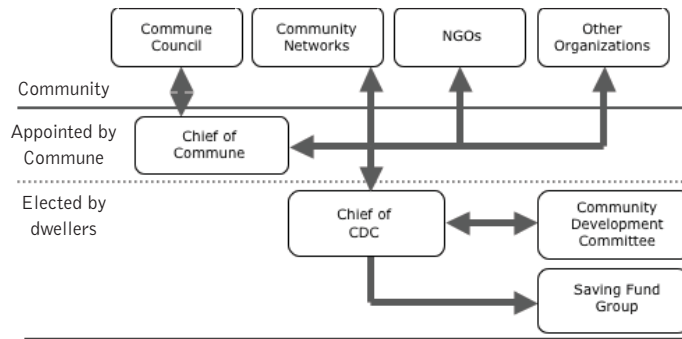 Commune
Council
Community
Networks
NGOs
Other
Organizations
Community
Appointed by
Commune
Chief of
Commune
Elected by
dwellers
Chief of
CDC
Community
Development
Committee
Saving Fund
Group